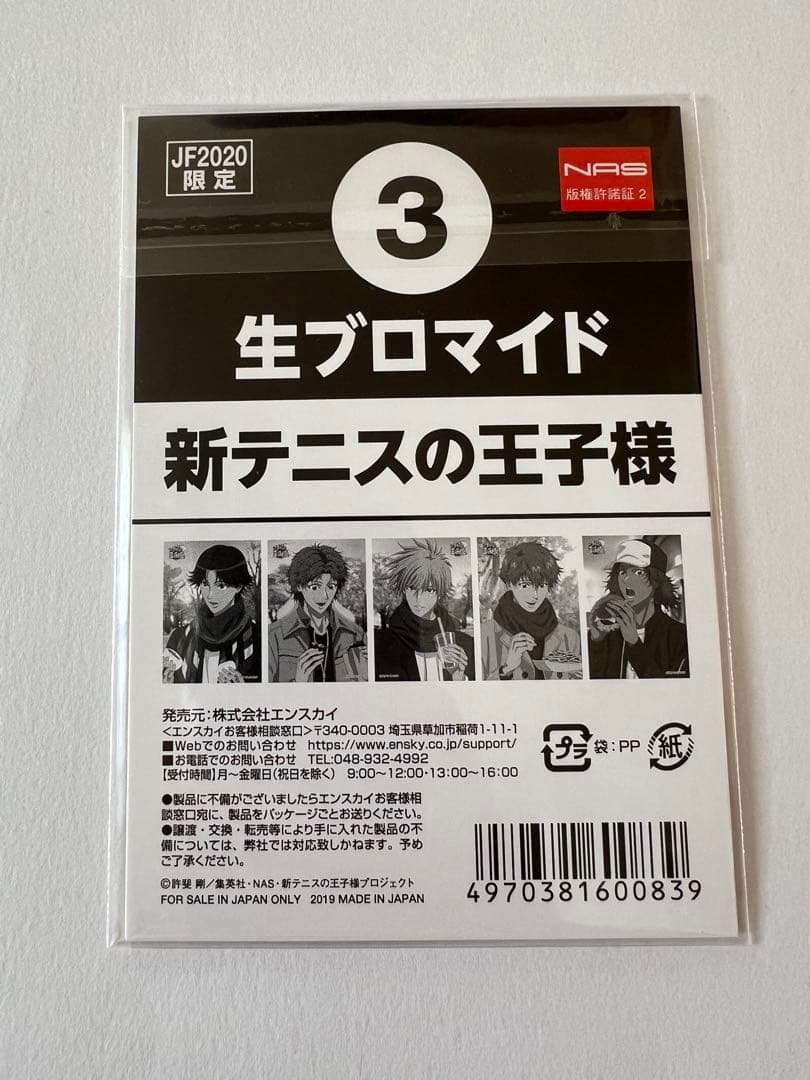 JF2020
限定
3
NAS
版権許諾証 2
生ブロマイド
新テニスの王子様
発売元：株式会社エンスカイ
<エンスカイお客様相談窓口>〒340-0003 埼玉県草加市稲荷1-11-1
■Webでのお問い合わせ https://www.ensky.co.jp/support/
■お電話でのお問い合わせ TEL:048-932-4992
【受付時間】月～金曜日(祝日を除く) 9:00～12:00・13:00～16:00
プラ
袋：PP
紙
●製品に不備がございましたらエンスカイお客様相
談窓口宛に、製品をパッケージごとお送りください。
●譲渡・交換・転売等により手に入れた製品の不
備については、弊社では対応致しかねます。予め
ご了承ください。
©許斐 剛／集英社・NAS・新テニスの王子様プロジェクト
FOR SALE IN JAPAN ONLY 2019 MADE IN JAPAN
4970381600839